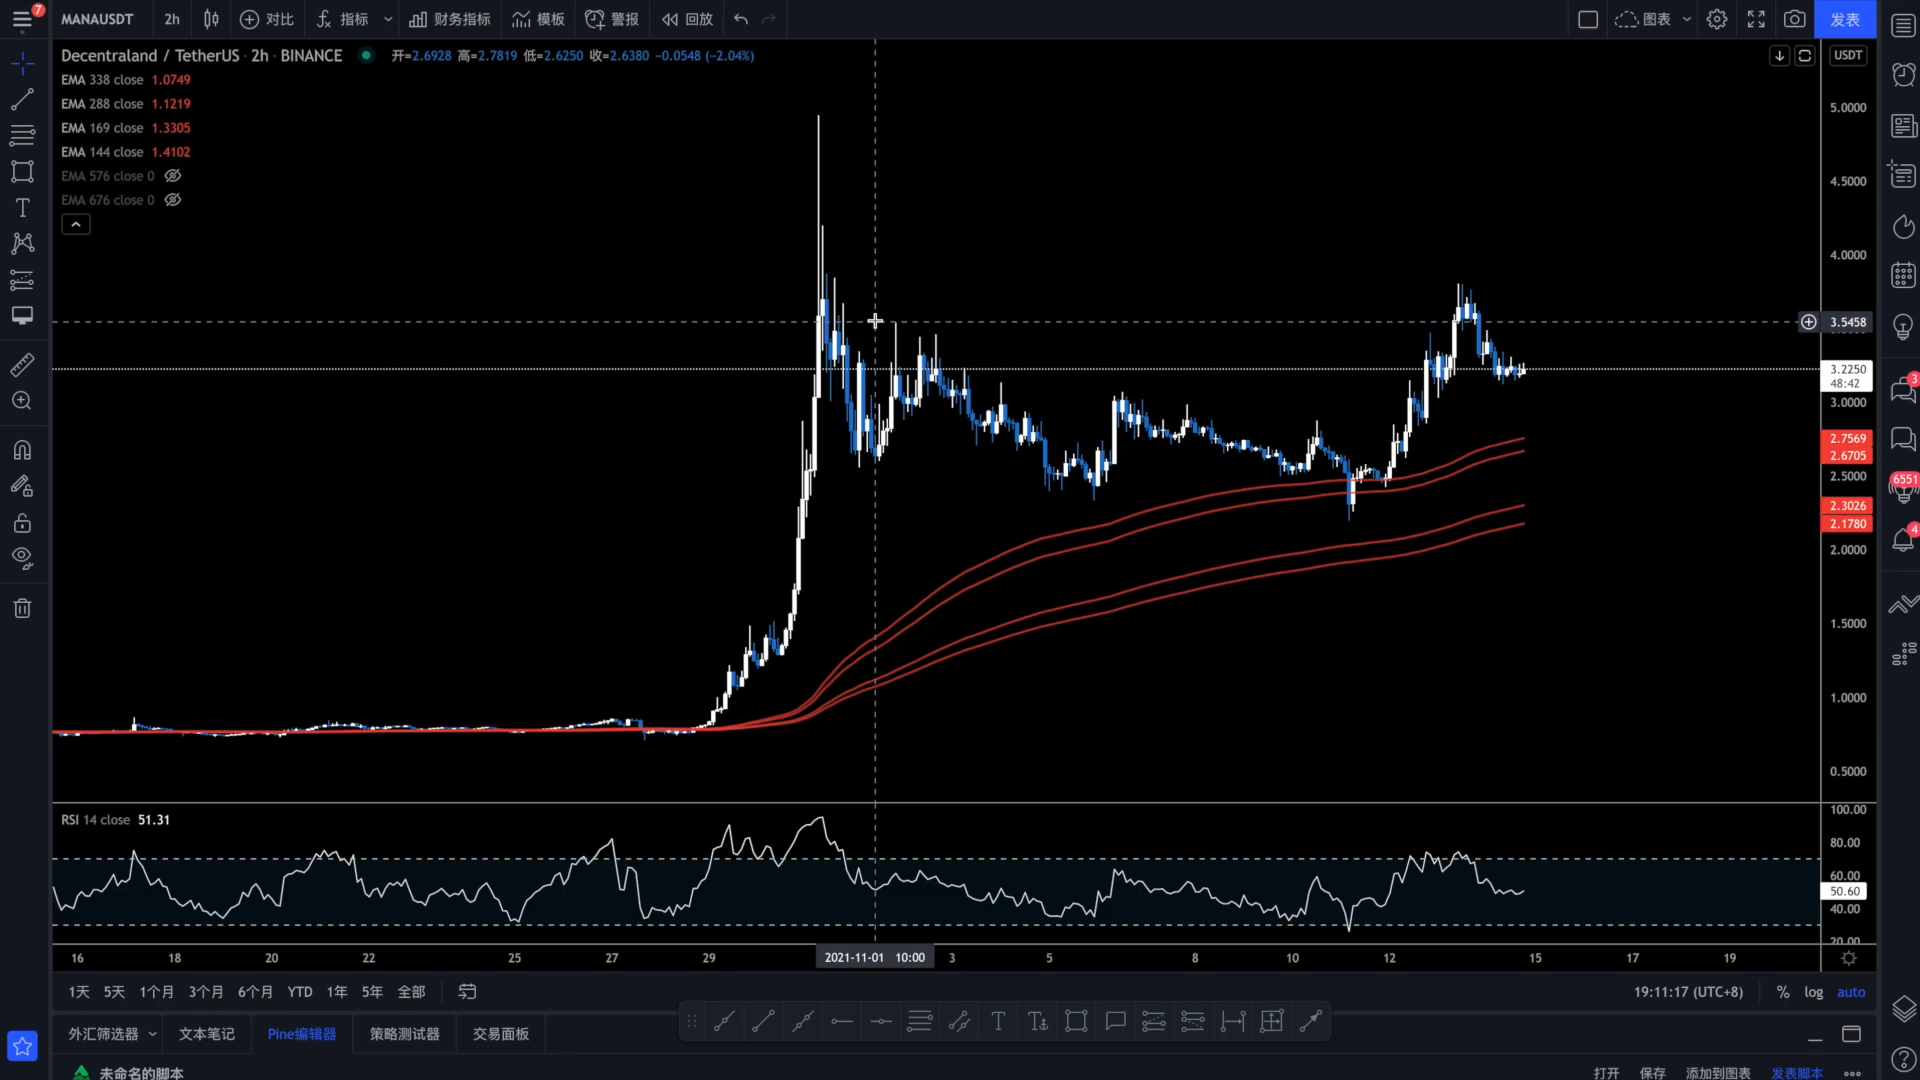 7
MANAUSDT 2h 对比 指标 财务指标 模板 警报 回放 图表 发表
Decentraland / TetherUS · 2h · BINANCE 开=2.6928 高=2.7819 低=2.6250 收=2.6380 −0.0548 (−2.04%) USDT
EMA 338 close 1.0749
EMA 288 close 1.1219
EMA 169 close 1.3305
EMA 144 close 1.4102
EMA 576 close 0
EMA 676 close 0
5.0000
4.5000
4.0000
3.5458
3.2250
48:42
3.0000
2.7569
2.6705
2.5000
2.3026
2.1780
2.0000
1.5000
1.0000
0.5000
3
6551
4
RSI 14 close 51.31
100.00
80.00
60.00
50.60
40.00
20.00
16 18 20 22 25 27 29 2021-11-01 10:00 3 5 8 10 12 15 17 19
1天 5天 1个月 3个月 6个月 YTD 1年 5年 全部 19:11:17 (UTC+8) % log auto
外汇筛选器 文本笔记 Pine编辑器 策略测试器 交易面板
未命名的脚本 打开 保存 添加到图表 发表脚本